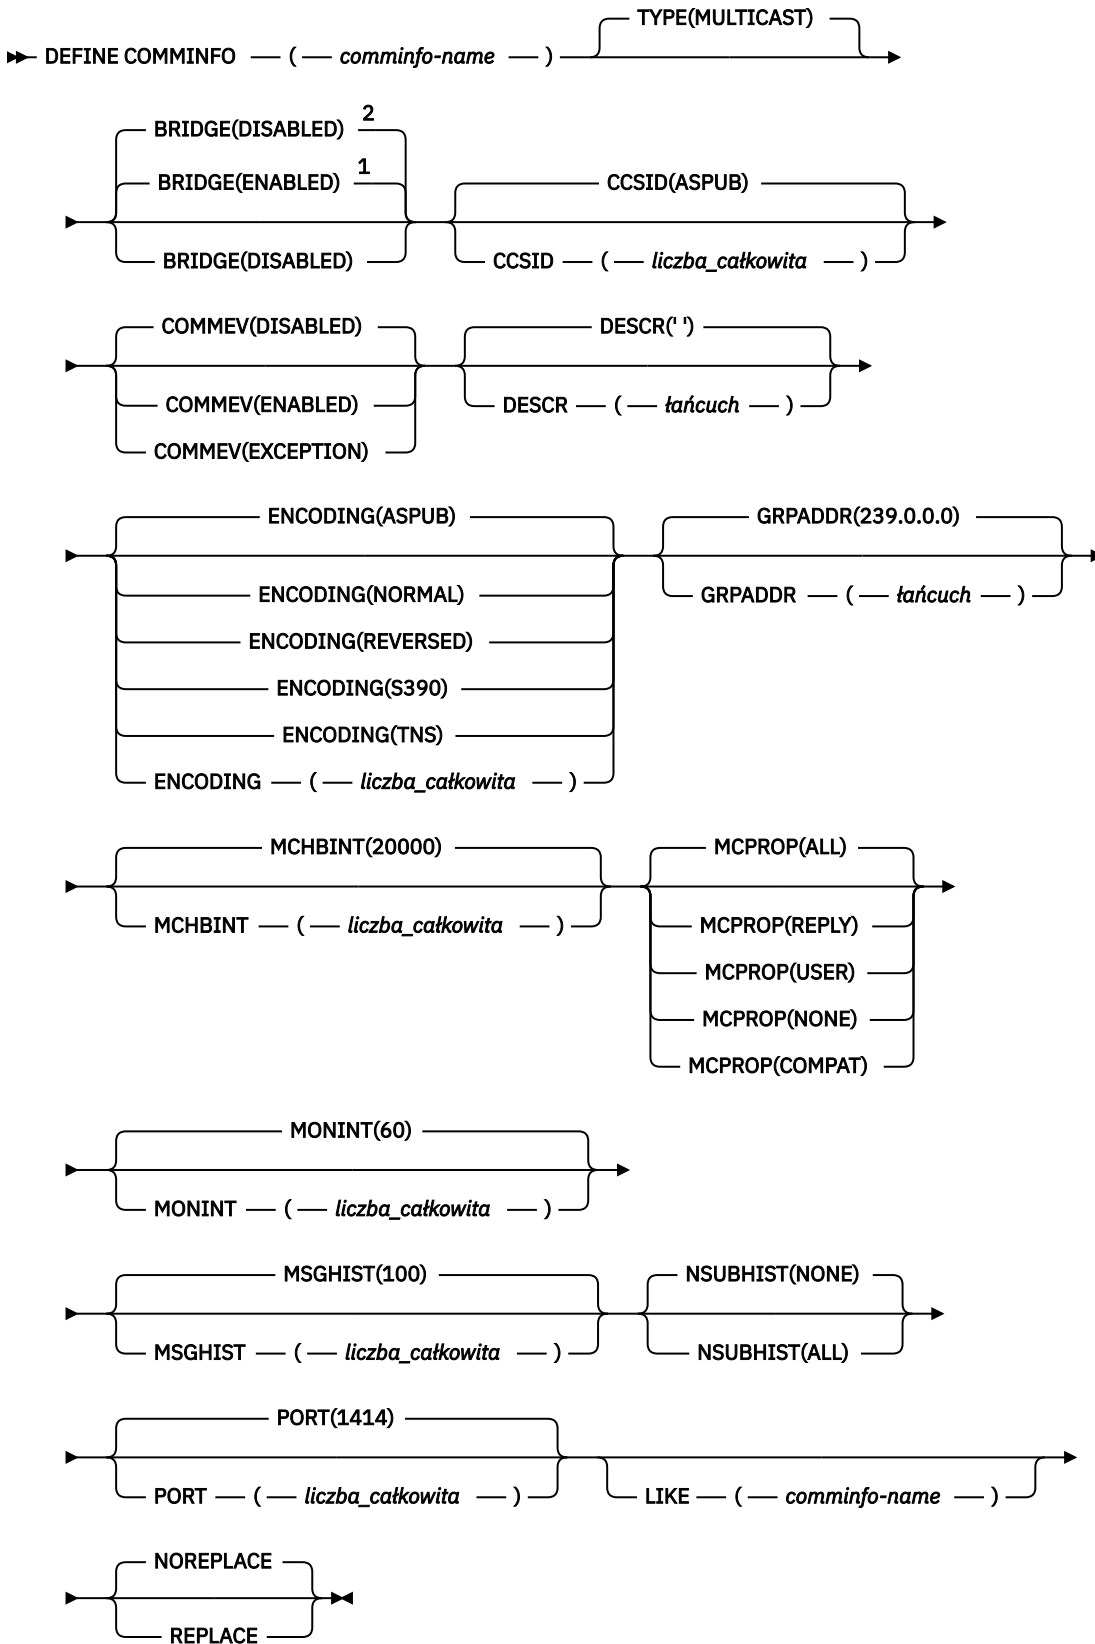 TYPE(MULTICAST)
DEFINE COMMINFO ( comminfo-name )
BRIDGE(DISABLED) 2
BRIDGE(ENABLED) 1
CCSID(ASPUB)
BRIDGE(DISABLED)
CCSID ( liczba_całkowita )
COMMEV(DISABLED)
DESCR(' ')
COMMEV(ENABLED)
DESCR ( łańcuch )
COMMEV(EXCEPTION)
ENCODING(ASPUB)
GRPADDR(239.0.0.0)
ENCODING(NORMAL)
GRPADDR ( łańcuch )
ENCODING(REVERSED)
ENCODING(S390)
ENCODING(TNS)
ENCODING ( liczba_całkowita )
MCHBINT(20000)
MCPROP(ALL)
MCHBINT ( liczba_całkowita )
MCPROP(REPLY)
MCPROP(USER)
MCPROP(NONE)
MCPROP(COMPAT)
MONINT(60)
MONINT ( liczba_całkowita )
MSGHIST(100)
NSUBHIST(NONE)
MSGHIST ( liczba_całkowita )
NSUBHIST(ALL)
PORT(1414)
PORT ( liczba_całkowita )
LIKE ( comminfo-name )
NOREPLACE
REPLACE